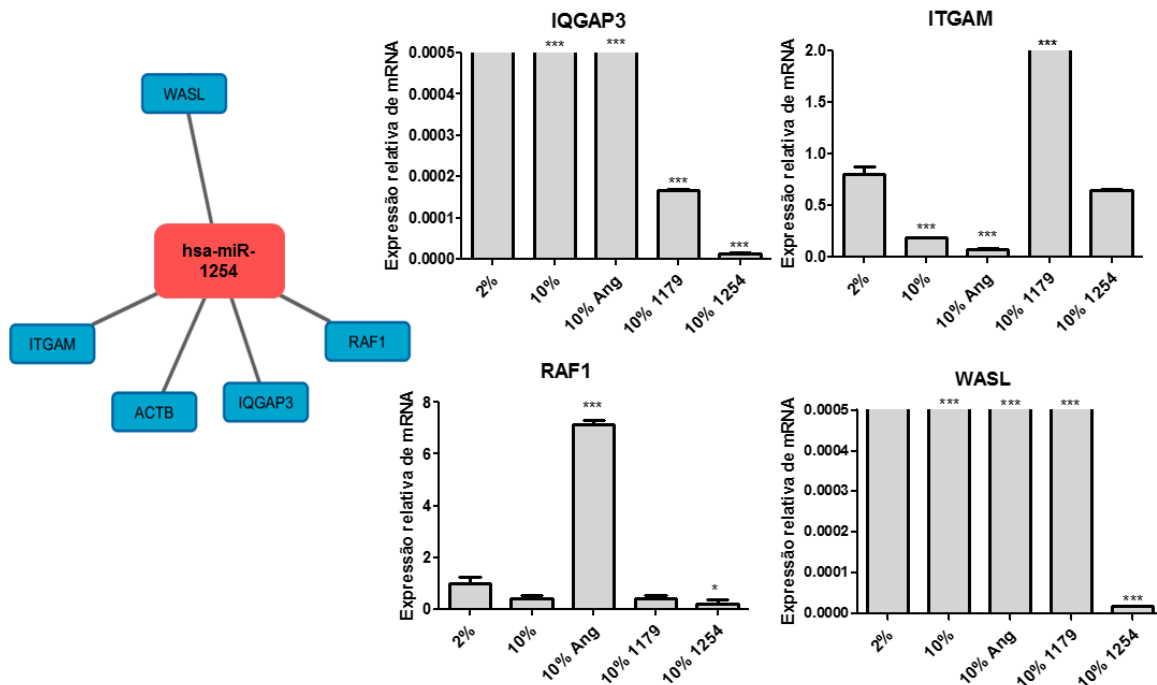 WASL
hsa-miR-
1254
ITGAM
RAF1
ACTB
IQGAP3
IQGAP3
Expressão relativa de mRNA
0.0005
0.0004
0.0003
0.0002
0.0001
0.0000
***
***
***
***
2%
10%
10% Ang
10% 1179
10% 1254
ITGAM
Expressão relativa de mRNA
2.0
1.5
1.0
0.5
0.0
***
***
***
2%
10%
10% Ang
10% 1179
10% 1254
RAF1
Expressão relativa de mRNA
8
6
4
2
0
***
*
2%
10%
10% Ang
10% 1179
10% 1254
WASL
Expressão relativa de mRNA
0.0005
0.0004
0.0003
0.0002
0.0001
0.0000
***
***
***
***
2%
10%
10% Ang
10% 1179
10% 1254